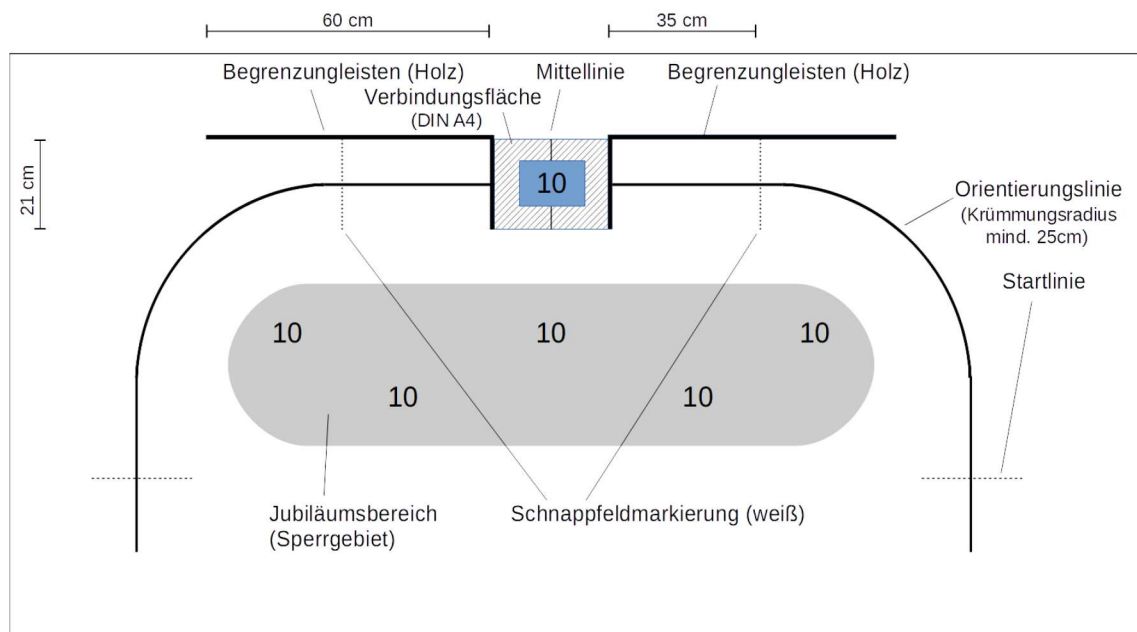 60 cm
35 cm
Begrenzungleisten (Holz)
Mittellinie
Begrenzungleisten (Holz)
Verbindungsfläche
(DIN A4)
21 cm
10
Orientierungslinie
(Krümmungsradius
mind. 25cm)
Startlinie
10
10
10
10
10
Jubiläumsbereich
(Sperrgebiet)
Schnappfeldmarkierung (weiß)